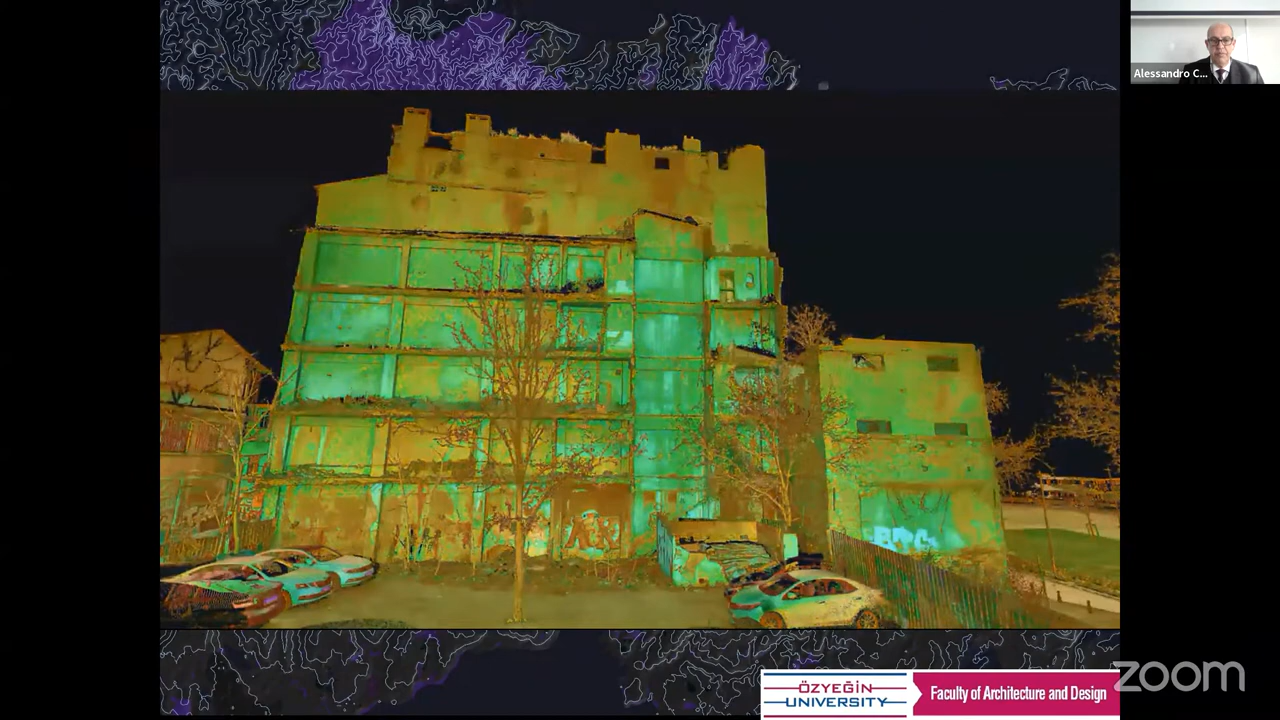 Alessandro C...
ÖZYEĞİN
UNIVERSITY
Faculty of Architecture and Design
zoom